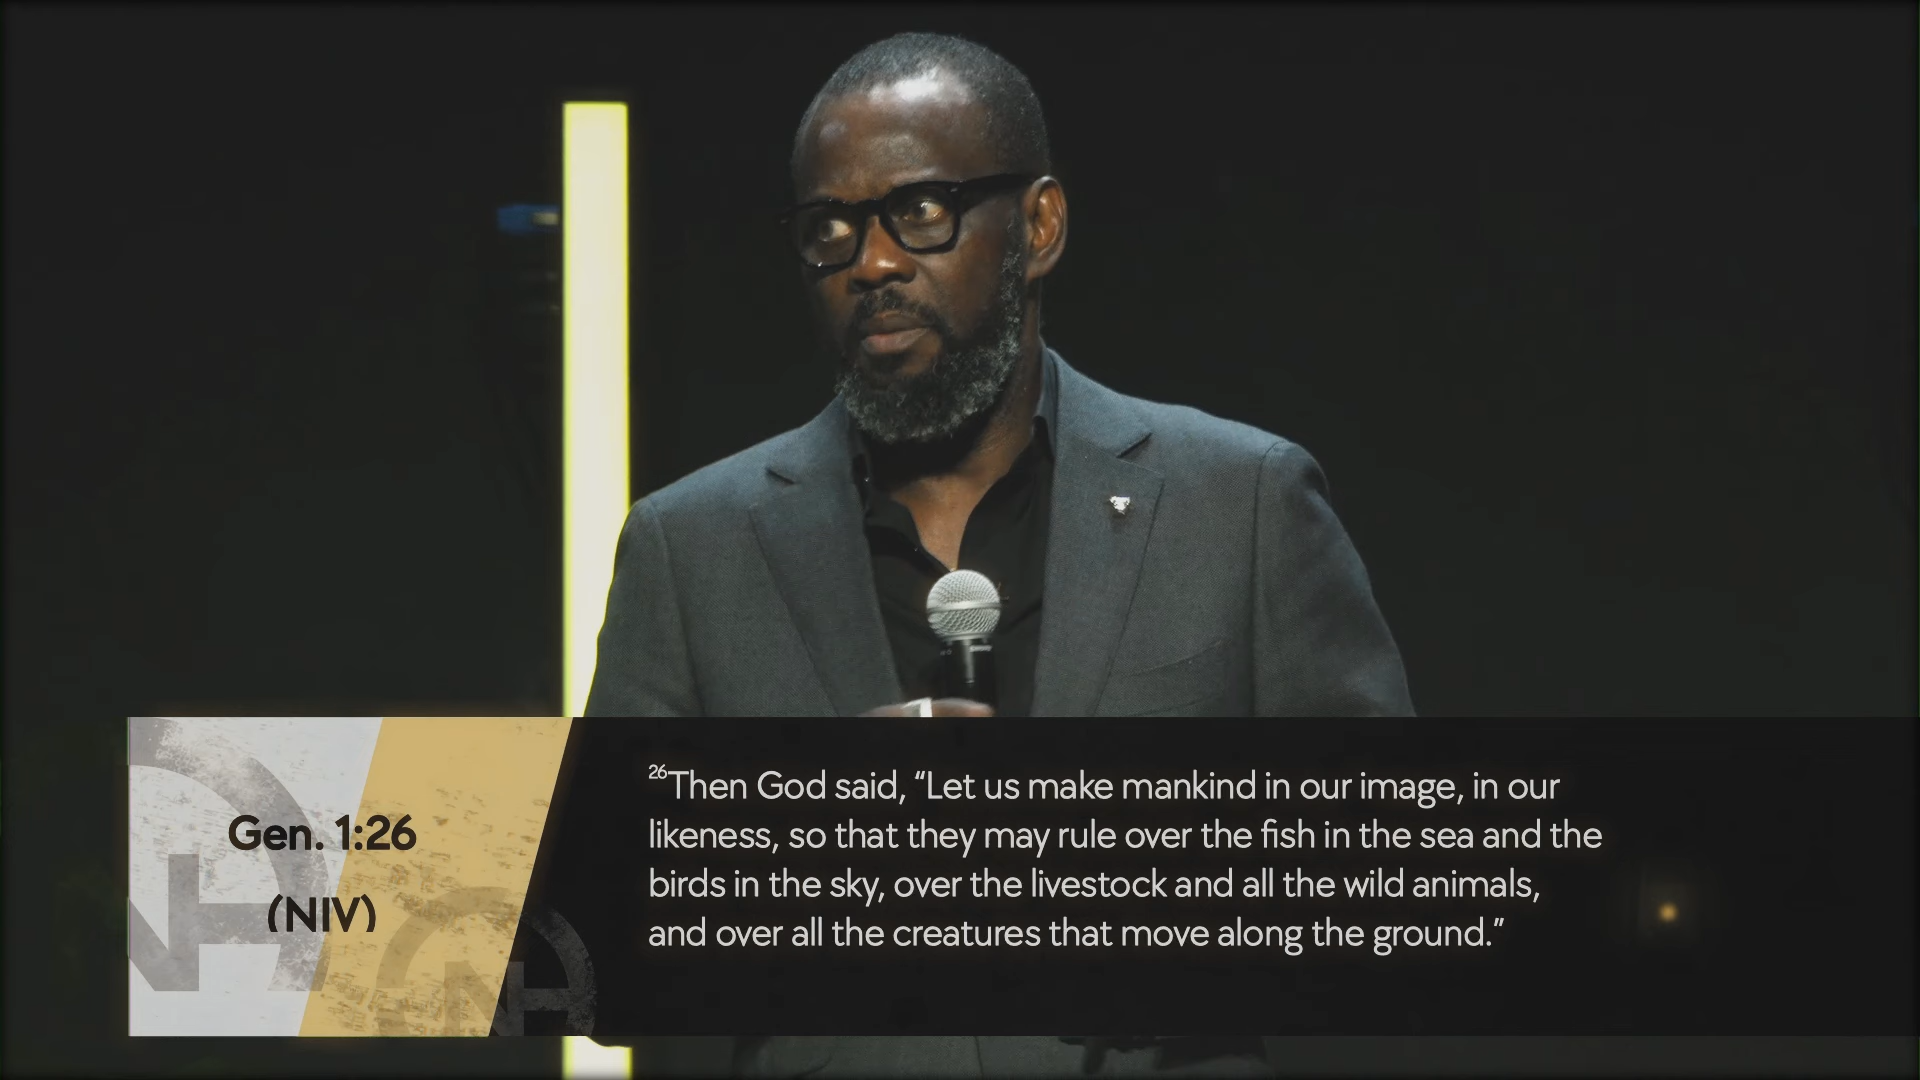 Gen. 1:26
(NIV)
26Then God said, “Let us make mankind in our image, in our
likeness, so that they may rule over the fish in the sea and the
birds in the sky, over the livestock and all the wild animals,
and over all the creatures that move along the ground.”
NH
NH